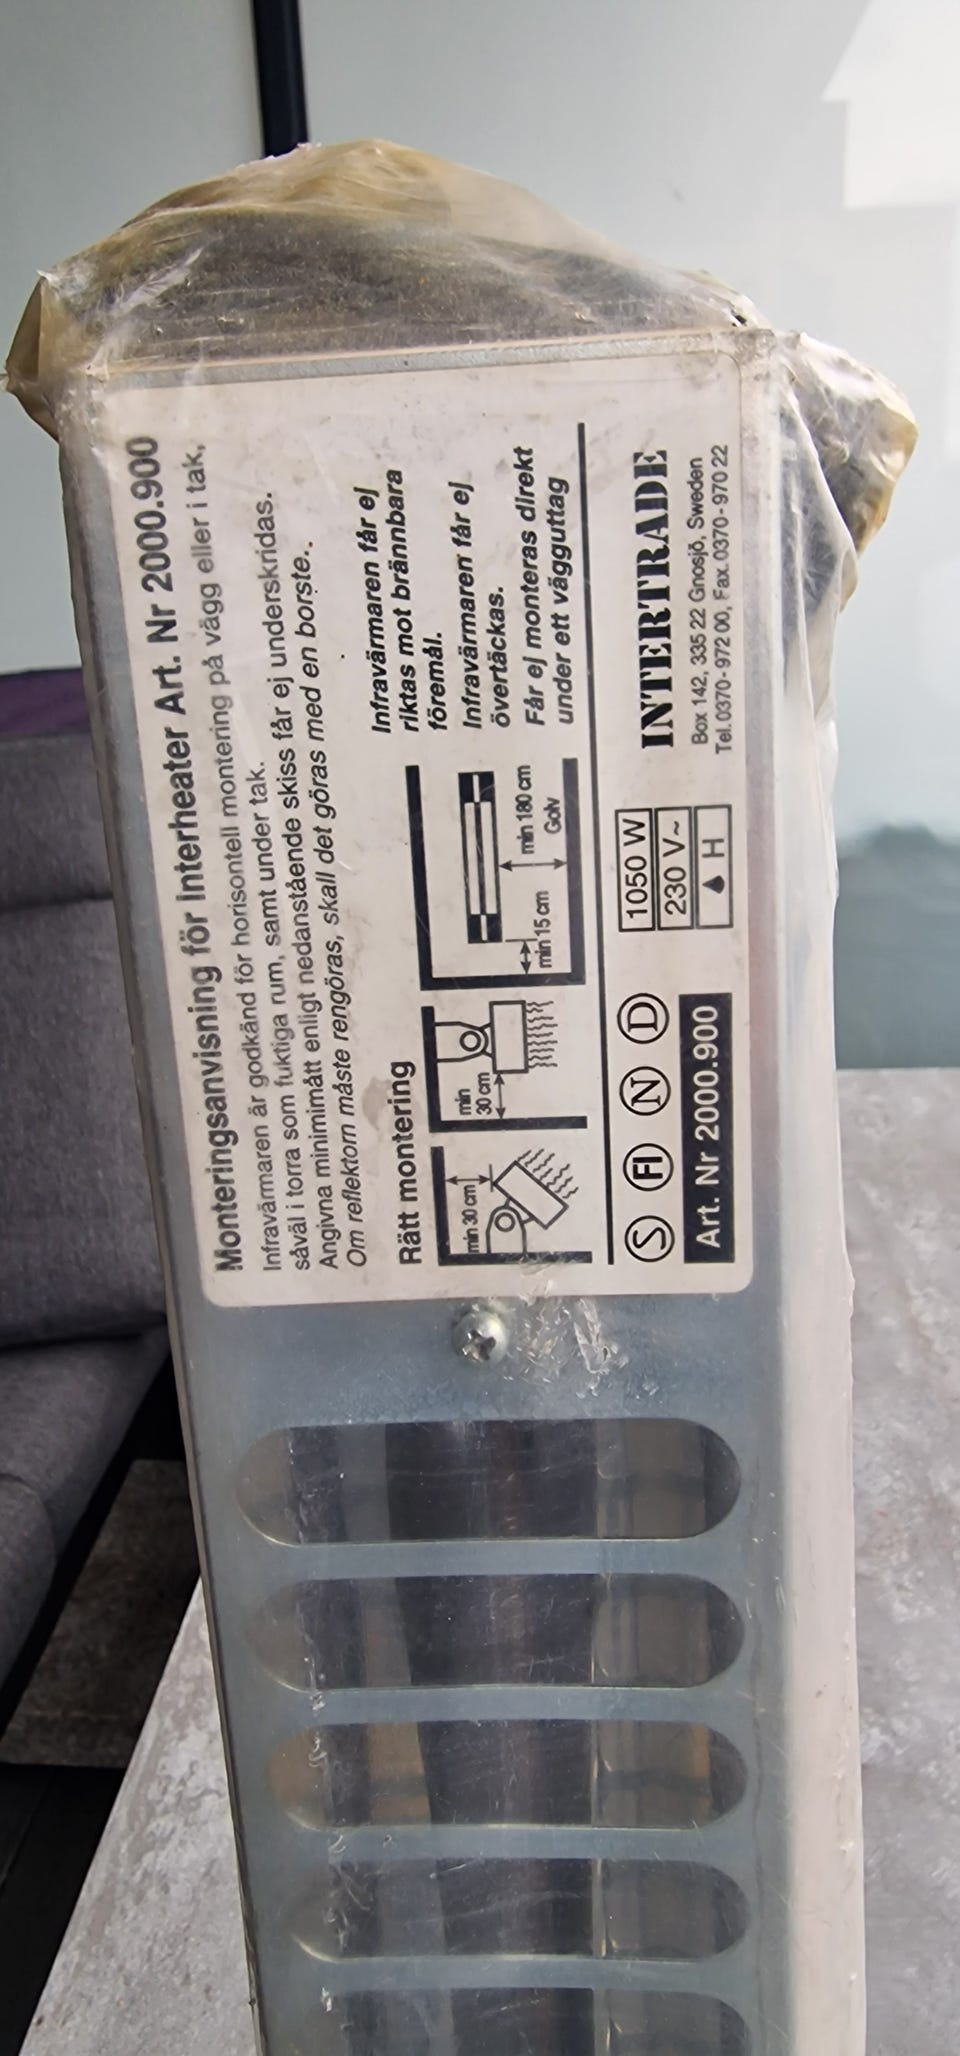 Monteringsanvisning för Interheater Art. Nr 2000.900
Infravärmaren är godkänd för horisontell montering på vägg eller i tak,
såväl i torra som fuktiga rum, samt under tak.
Angivna minimimått enligt nedanstående skiss får ej underskridas.
Om reflektorn måste rengöras, skall det göras med en borste..
Rätt montering
min 30 cm
min
30 cm
min 15 cm
min 180 cm
Golv
Infravärmaren får ej
riktas mot brännbara
föremål.
Infravärmaren får ej
övertäckas.
Får ej monteras direkt
under ett vägguttag
S FI N D
Art. Nr 2000.900
1050 W
230 V~
H
INTERTRADE
Box 142, 335 22 Gnosjö, Sweden
Tel. 0370- 972 00, Fax. 0370 - 970 22